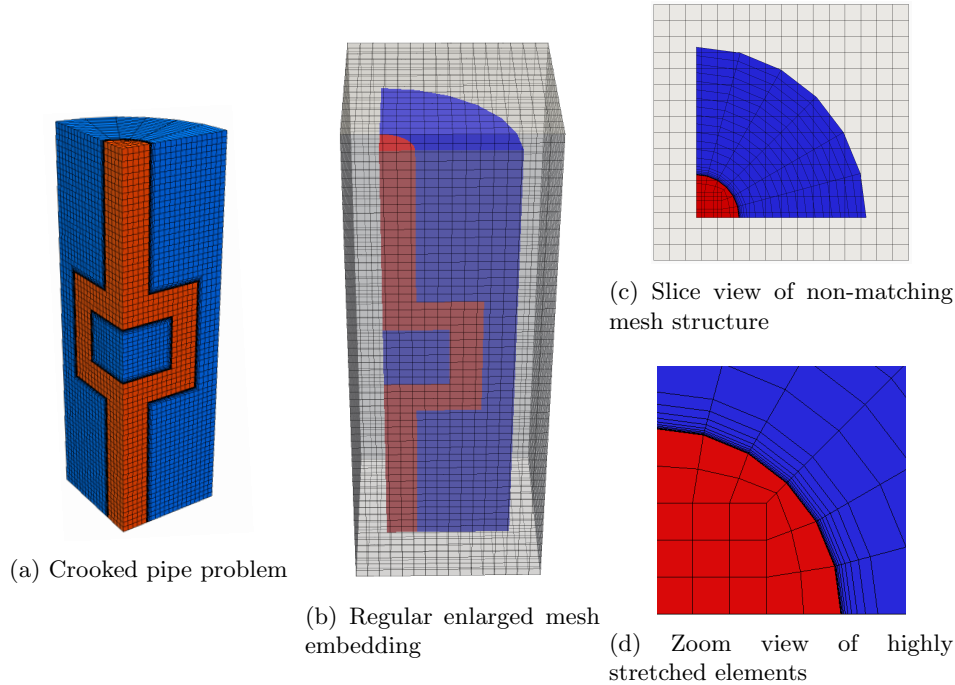 (a) Crooked pipe problem
(b) Regular enlarged mesh
embedding
(c) Slice view of non-matching
mesh structure
(d) Zoom view of highly
stretched elements